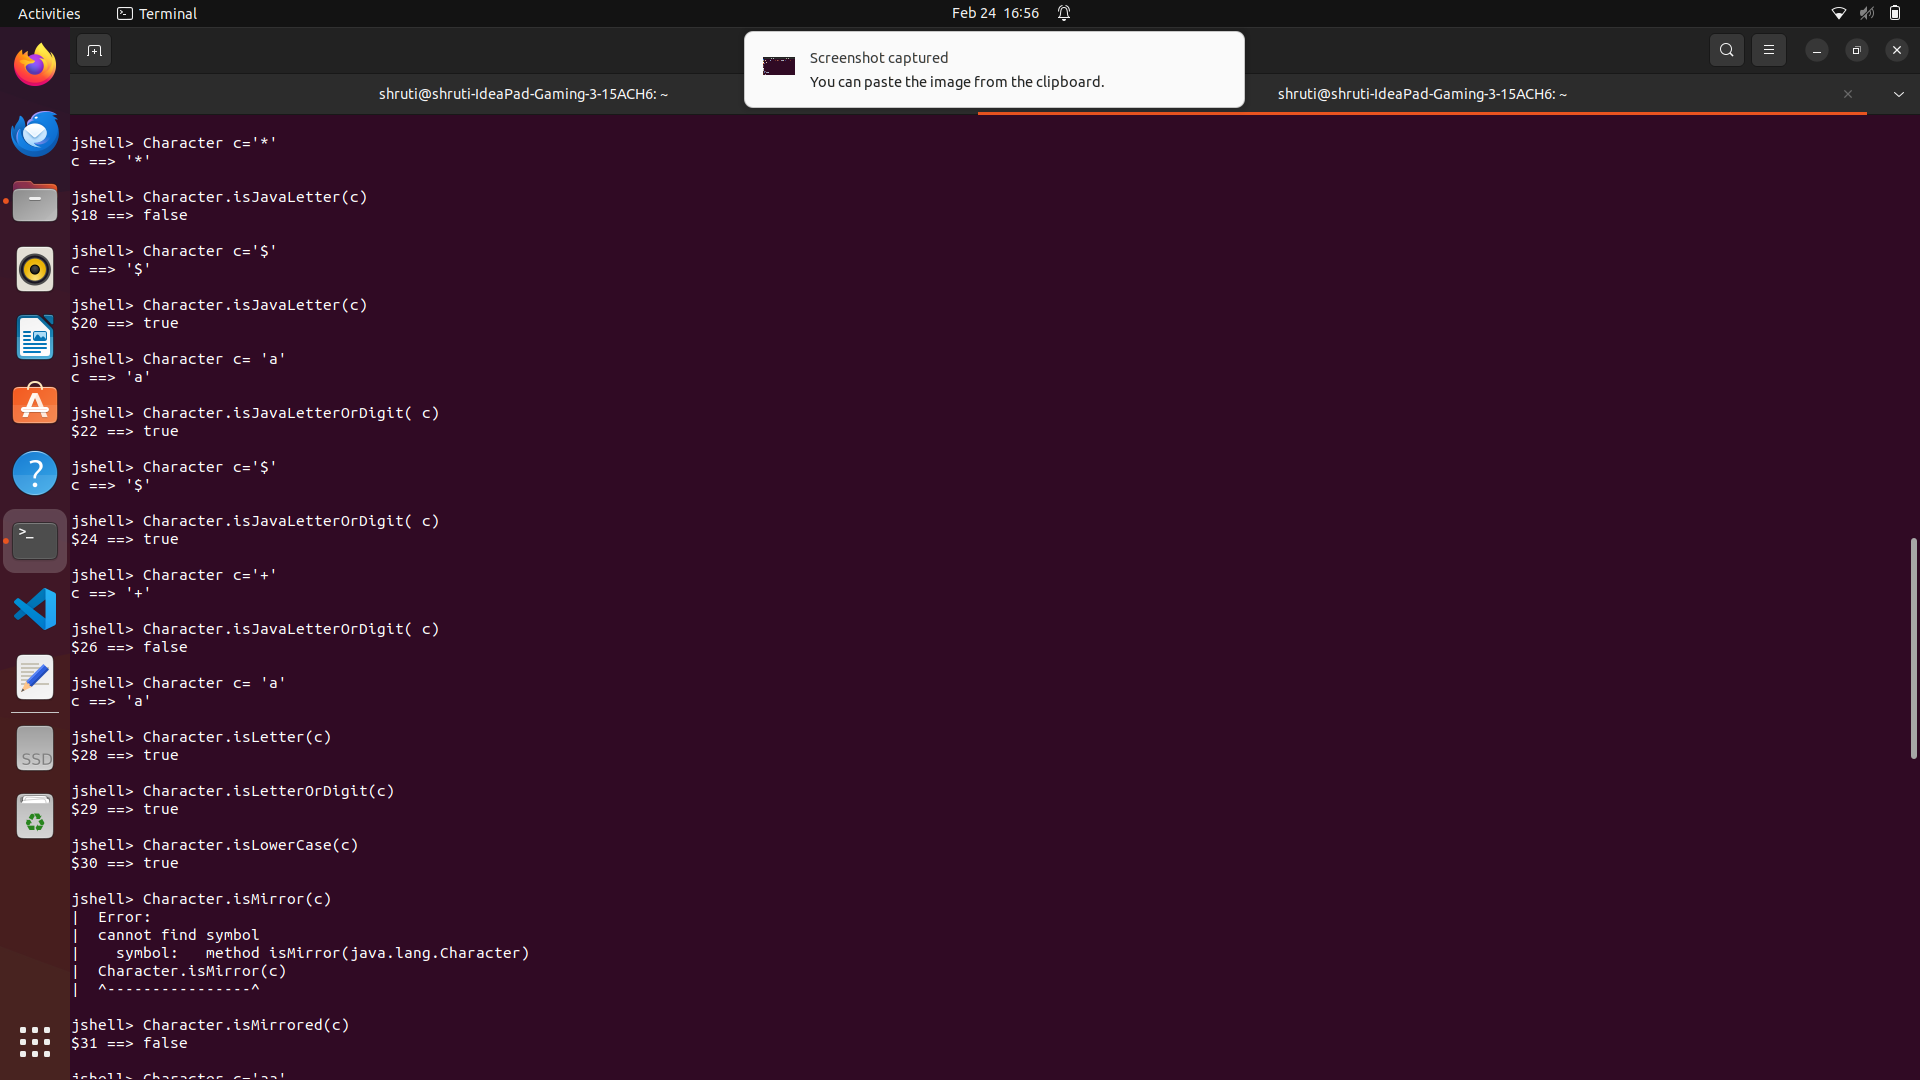 Activities
Terminal
Feb 24 16:56
Screenshot captured
You can paste the image from the clipboard.
shruti@shruti-IdeaPad-Gaming-3-15ACH6: ~
shruti@shruti-IdeaPad-Gaming-3-15ACH6: ~
jshell> Character c='*'
c ==> '*'
jshell> Character.isJavaLetter(c)
$18 ==> false
jshell> Character c='$'
c ==> '$'
jshell> Character.isJavaLetter(c)
$20 ==> true
jshell> Character c= 'a'
c ==> 'a'
jshell> Character.isJavaLetterOrDigit( c)
$22 ==> true
jshell> Character c='$'
c ==> '$'
jshell> Character.isJavaLetterOrDigit( c)
$24 ==> true
jshell> Character c='+'
c ==> '+'
jshell> Character.isJavaLetterOrDigit( c)
$26 ==> false
jshell> Character c= 'a'
c ==> 'a'
jshell> Character.isLetter(c)
$28 ==> true
jshell> Character.isLetterOrDigit(c)
$29 ==> true
jshell> Character.isLowerCase(c)
$30 ==> true
jshell> Character.isMirror(c)
|  Error:
|  cannot find symbol
|    symbol:   method isMirror(java.lang.Character)
|  Character.isMirror(c)
|  ^----------------^
jshell> Character.isMirrored(c)
$31 ==> false
jshell> Character c='aa'
SSD